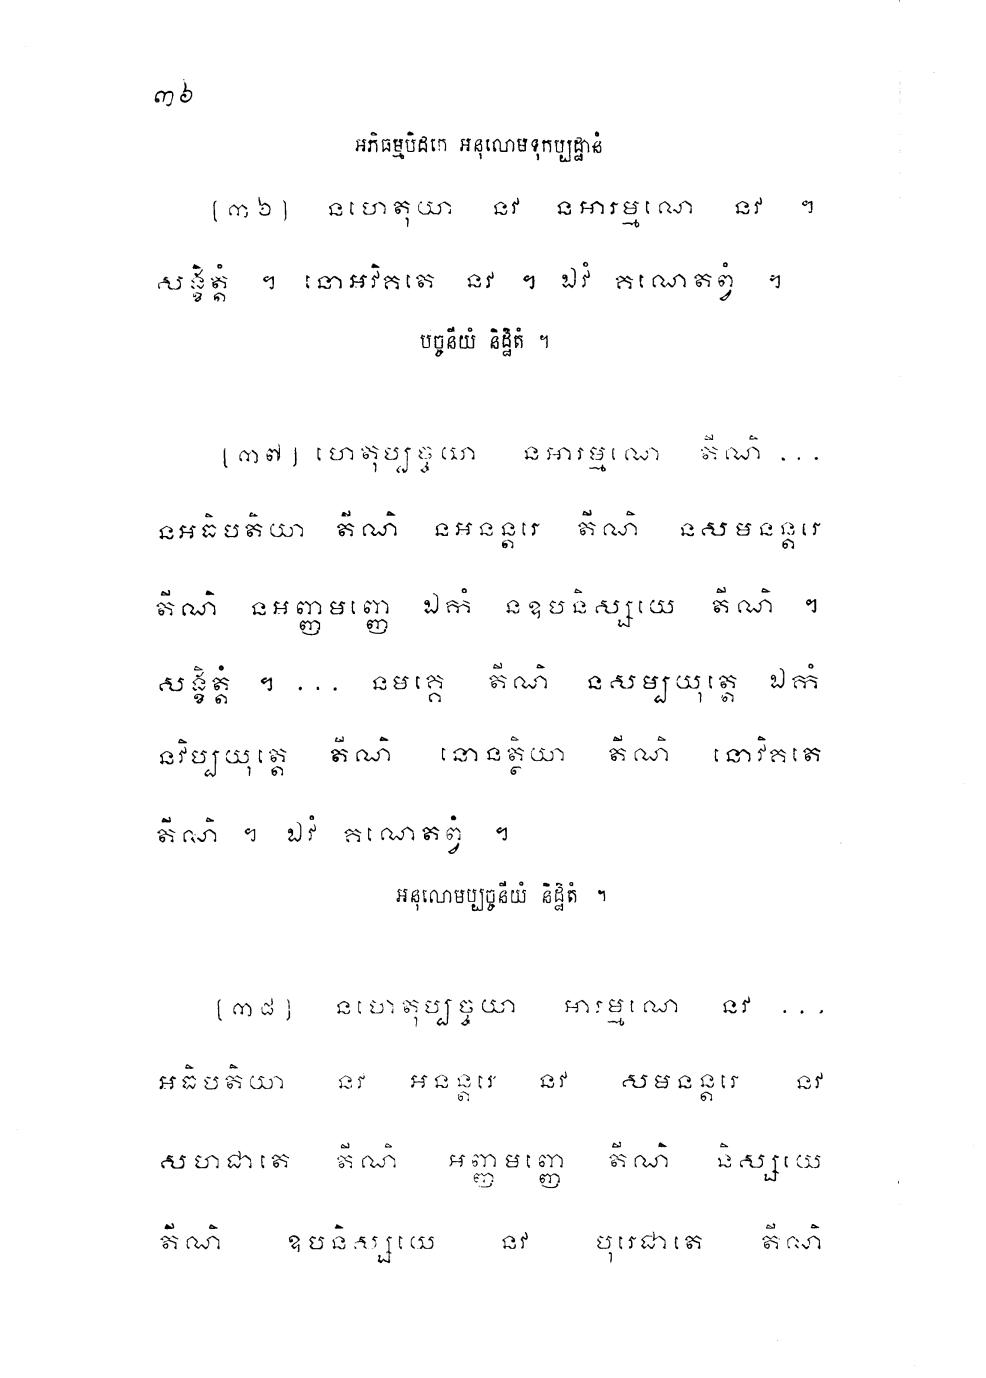 ៣៦
អភិធម្មបិដកេ អនុលោមទុកប្បដ្ឋានំ
[៣៦] នហេតុយា នវ នអារម្មណេ នវ ។
សង្ខិត្តំ ។ នោអវិកតេ នវ ។ ឯវំ កណេតព្វំ ។
បច្ចនីយំ និដ្ឋិតំ ។
[៣៧] ហេតុប្បច្ចយា នអារម្មណេ តីណិ ...
នអធិបតិយា តីណិ នអនន្តរេ តីណិ នសមនន្តរេ
តីណិ នអញ្ញមញ្ញេ ឯកំ នឧបនិស្សយេ តីណិ ។
សង្ខិត្តំ ។ ... នមគ្គេ តីណិ នសម្បយុត្តេ ឯកំ
នវិប្បយុត្តេ តីណិ នោនត្ថិយា តីណិ នោវិកតេ
តីណិ ។ ឯវំ កណេតព្វំ ។
អនុលោមប្បច្ចនីយំ និដ្ឋិតំ ។
[៣៨] នហេតុប្បច្ចយា អារម្មណេ នវ ...
អធិបតិយា នវ អនន្តរេ នវ សមនន្តរេ នវ
សហជាតេ តីណិ អញ្ញមញ្ញេ តីណិ និស្សយេ
តីណិ ឧបនិស្សយេ នវ បុរេជាតេ តីណិ